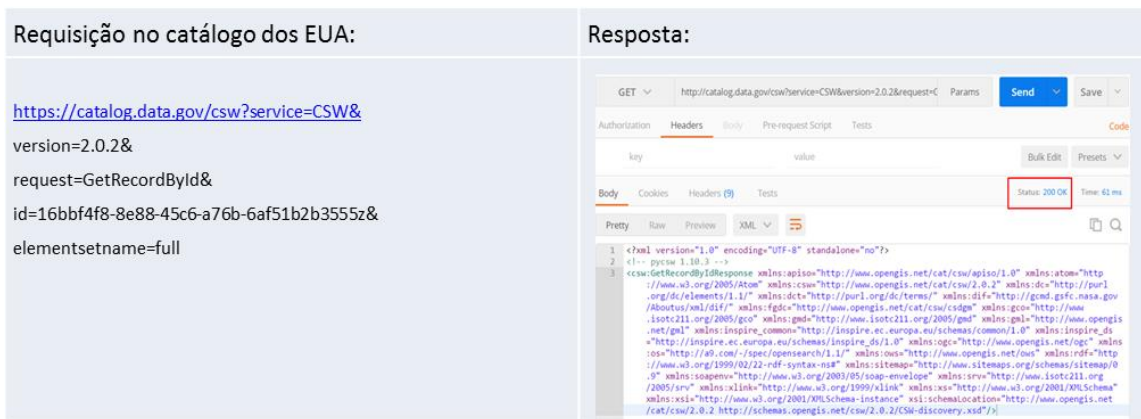 Requisição no catálogo dos EUA:
Resposta:
https://catalog.data.gov/csw?service=CSW&
version=2.0.2&
request=GetRecordById&
id=16bbf4f8-8e88-45c6-a76b-6af51b2b3555z&
elementsetname=full
GET http://catalog.data.gov/csw?service=CSW&version=2.0.2&request=C Params Send Save
Authorization Headers Body Pre-request Script Tests Code
key value Bulk Edit Presets
Body Cookies Headers (9) Tests Status: 200 OK Time: 61 ms
Pretty Raw Preview XML
1 <?xml version="1.0" encoding="UTF-8" standalone="no"?>
2 <!-- pycsw 1.10.3 -->
3 <csw:GetRecordByIdResponse xmlns:apiso="http://www.opengis.net/cat/csw/apiso/1.0" xmlns:atom="http
://www.w3.org/2005/Atom" xmlns:csw="http://www.opengis.net/cat/csw/2.0.2" xmlns:dc="http://purl
.org/dc/elements/1.1/" xmlns:dct="http://purl.org/dc/terms/" xmlns:dif="http://gcmd.gsfc.nasa.gov
/Aboutus/xml/dif/" xmlns:fgdc="http://www.opengis.net/cat/csw/csdgm" xmlns:gco="http://www
.isotc211.org/2005/gco" xmlns:gmd="http://www.isotc211.org/2005/gmd" xmlns:gml="http://www.opengis
.net/gml" xmlns:inspire_common="http://inspire.ec.europa.eu/schemas/common/1.0" xmlns:inspire_ds
="http://inspire.ec.europa.eu/schemas/inspire_ds/1.0" xmlns:ogc="http://www.opengis.net/ogc" xmlns
:os="http://a9.com/-/spec/opensearch/1.1/" xmlns:ows="http://www.opengis.net/ows" xmlns:rdf="http
://www.w3.org/1999/02/22-rdf-syntax-ns#" xmlns:sitemap="http://www.sitemaps.org/schemas/sitemap/0
.9" xmlns:soapenv="http://www.w3.org/2003/05/soap-envelope" xmlns:srv="http://www.isotc211.org
/2005/srv" xmlns:xlink="http://www.w3.org/1999/xlink" xmlns:xs="http://www.w3.org/2001/XMLSchema"
xmlns:xsi="http://www.w3.org/2001/XMLSchema-instance" xsi:schemaLocation="http://www.opengis.net
/cat/csw/2.0.2 http://schemas.opengis.net/csw/2.0.2/CSW-discovery.xsd"/>